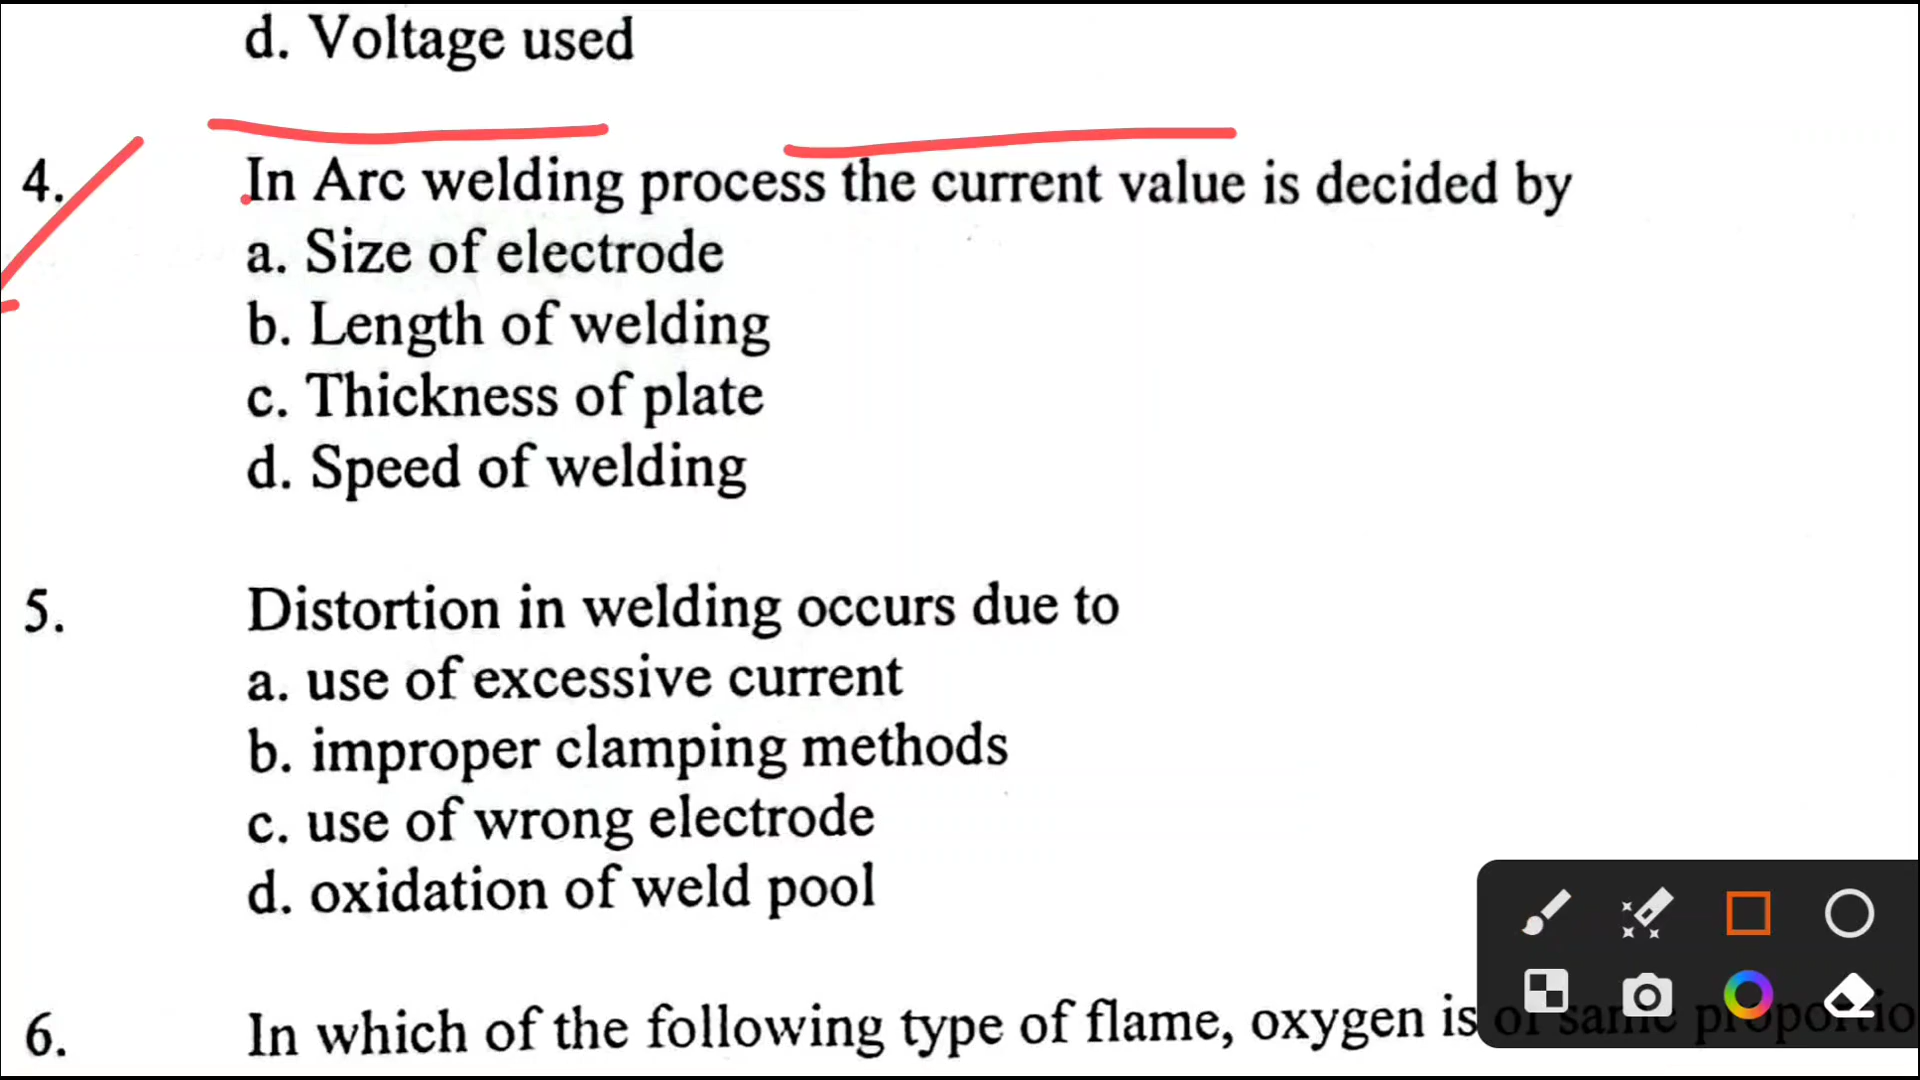 d. Voltage used
4. In Arc welding process the current value is decided by
a. Size of electrode
b. Length of welding
c. Thickness of plate
d. Speed of welding
5. Distortion in welding occurs due to
a. use of excessive current
b. improper clamping methods
c. use of wrong electrode
d. oxidation of weld pool
6. In which of the following type of flame, oxygen is of same